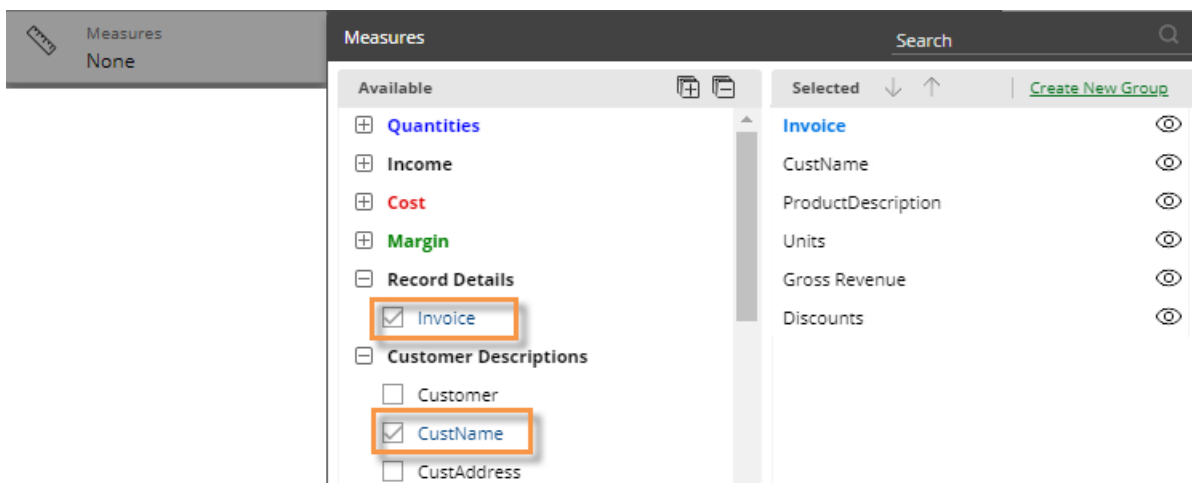 Measures
None
Measures
Search
Available
Quantities
Income
Cost
Margin
Record Details
Invoice
Customer Descriptions
Customer
CustName
CustAddress
Selected
Create New Group
Invoice
CustName
ProductDescription
Units
Gross Revenue
Discounts